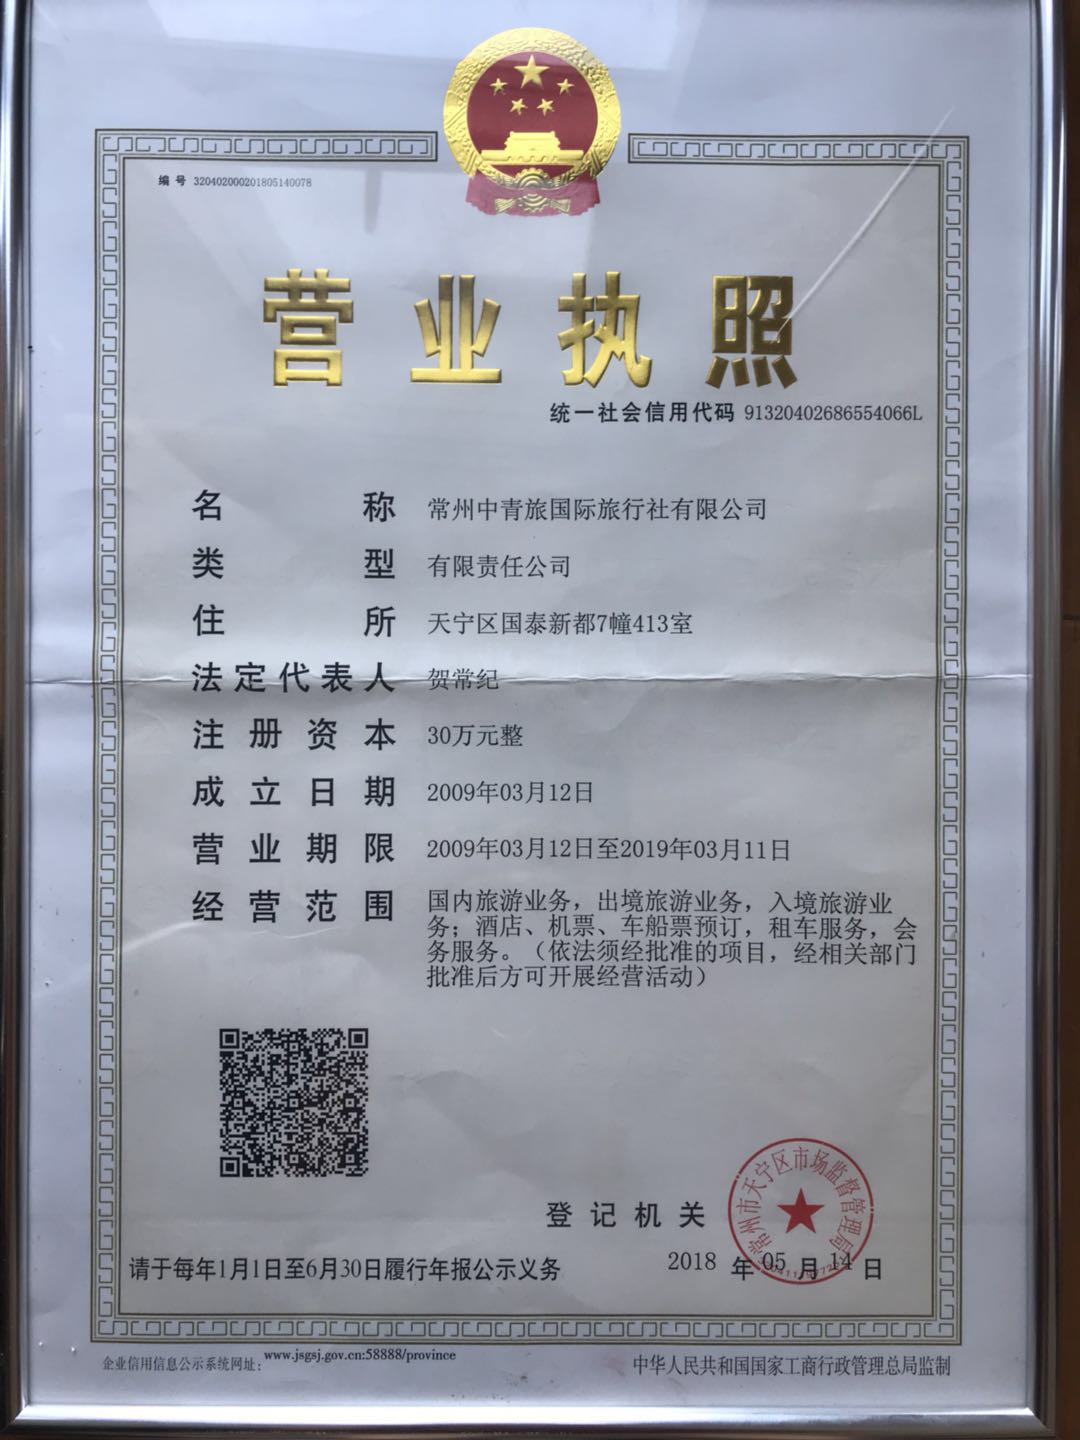 编 号 320402000201805140078
营业执照
统一社会信用代码 91320402686554066L
名称 常州中青旅国际旅行社有限公司
类型 有限责任公司
住所 天宁区国泰新都7幢413室
法定代表人 贺常纪
注册资本 30万元整
成立日期 2009年03月12日
营业期限 2009年03月12日至2019年03月11日
经营范围 国内旅游业务，出境旅游业务，入境旅游业
务；酒店、机票、车船票预订，租车服务，会
务服务。（依法须经批准的项目，经相关部门
批准后方可开展经营活动）
常州市天宁区市场监督管理局
登记机关
2018 年 05 月 14 日
请于每年1月1日至6月30日履行年报公示义务
企业信用信息公示系统网址： www.jsgsj.gov.cn:58888/province
中华人民共和国国家工商行政管理总局监制